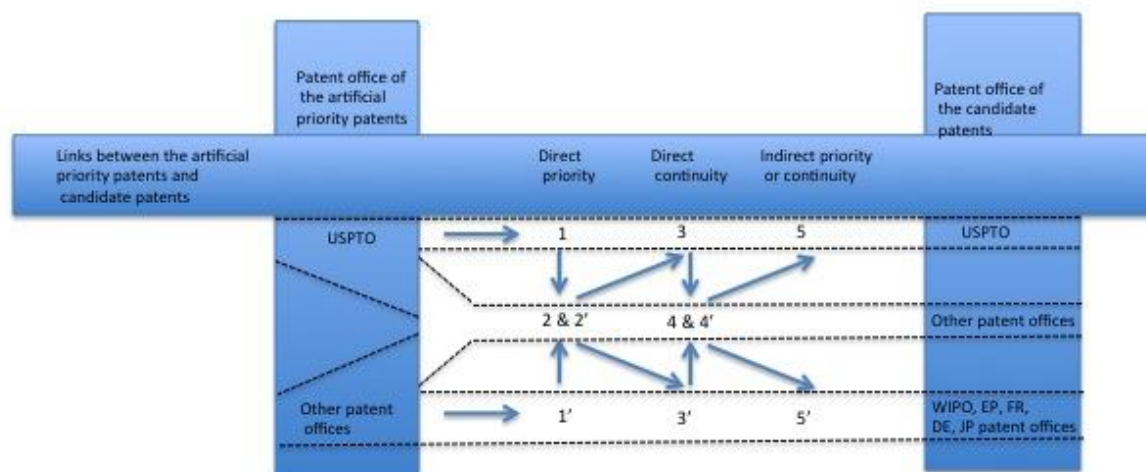 Patent office of
the artificial
priority patents
Patent office of
the candidate
patents
Links between the artificial
priority patents and
candidate patents
Direct
priority
Direct
continuity
Indirect priority
or continuity
USPTO
1
3
5
USPTO
2 & 2'
4 & 4'
Other patent offices
Other patent
offices
1'
3'
5'
WIPO, EP, FR,
DE, JP patent offices